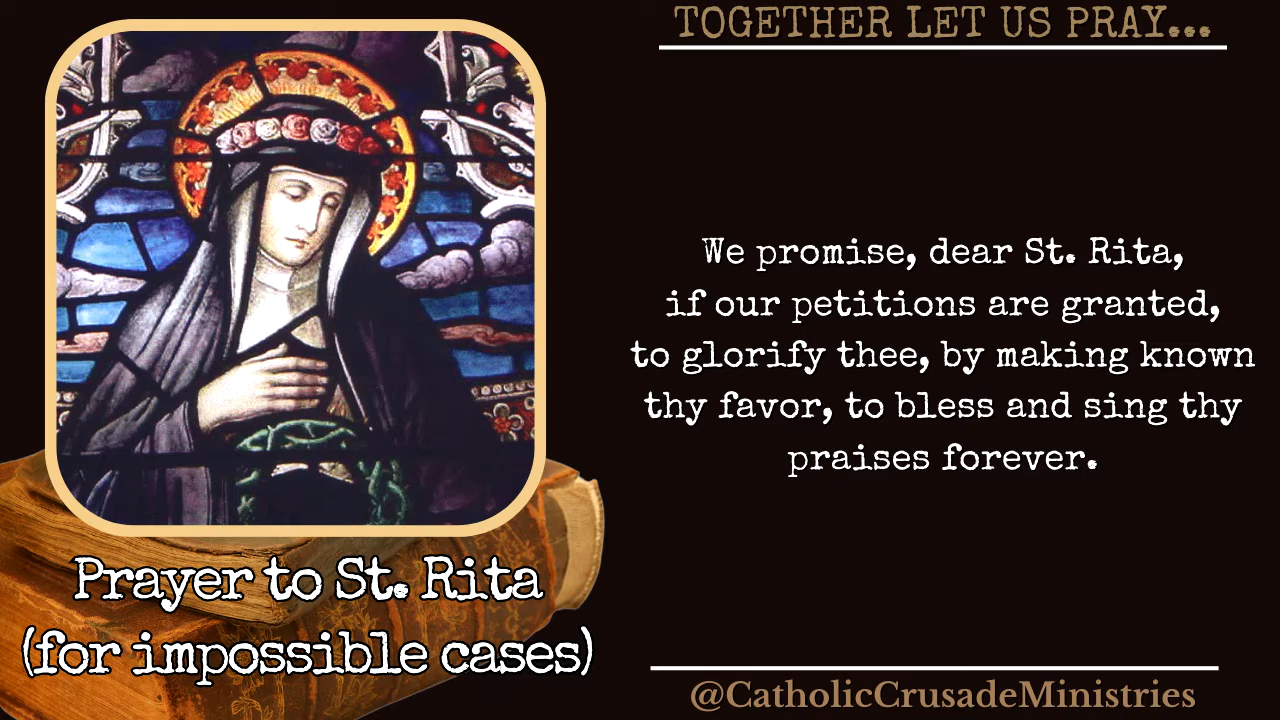 TOGETHER LET US PRAY...
We promise, dear St. Rita,
if our petitions are granted,
to glorify thee, by making known
thy favor, to bless and sing thy
praises forever.
Prayer to St. Rita
(for impossible cases)
@CatholicCrusadeMinistries